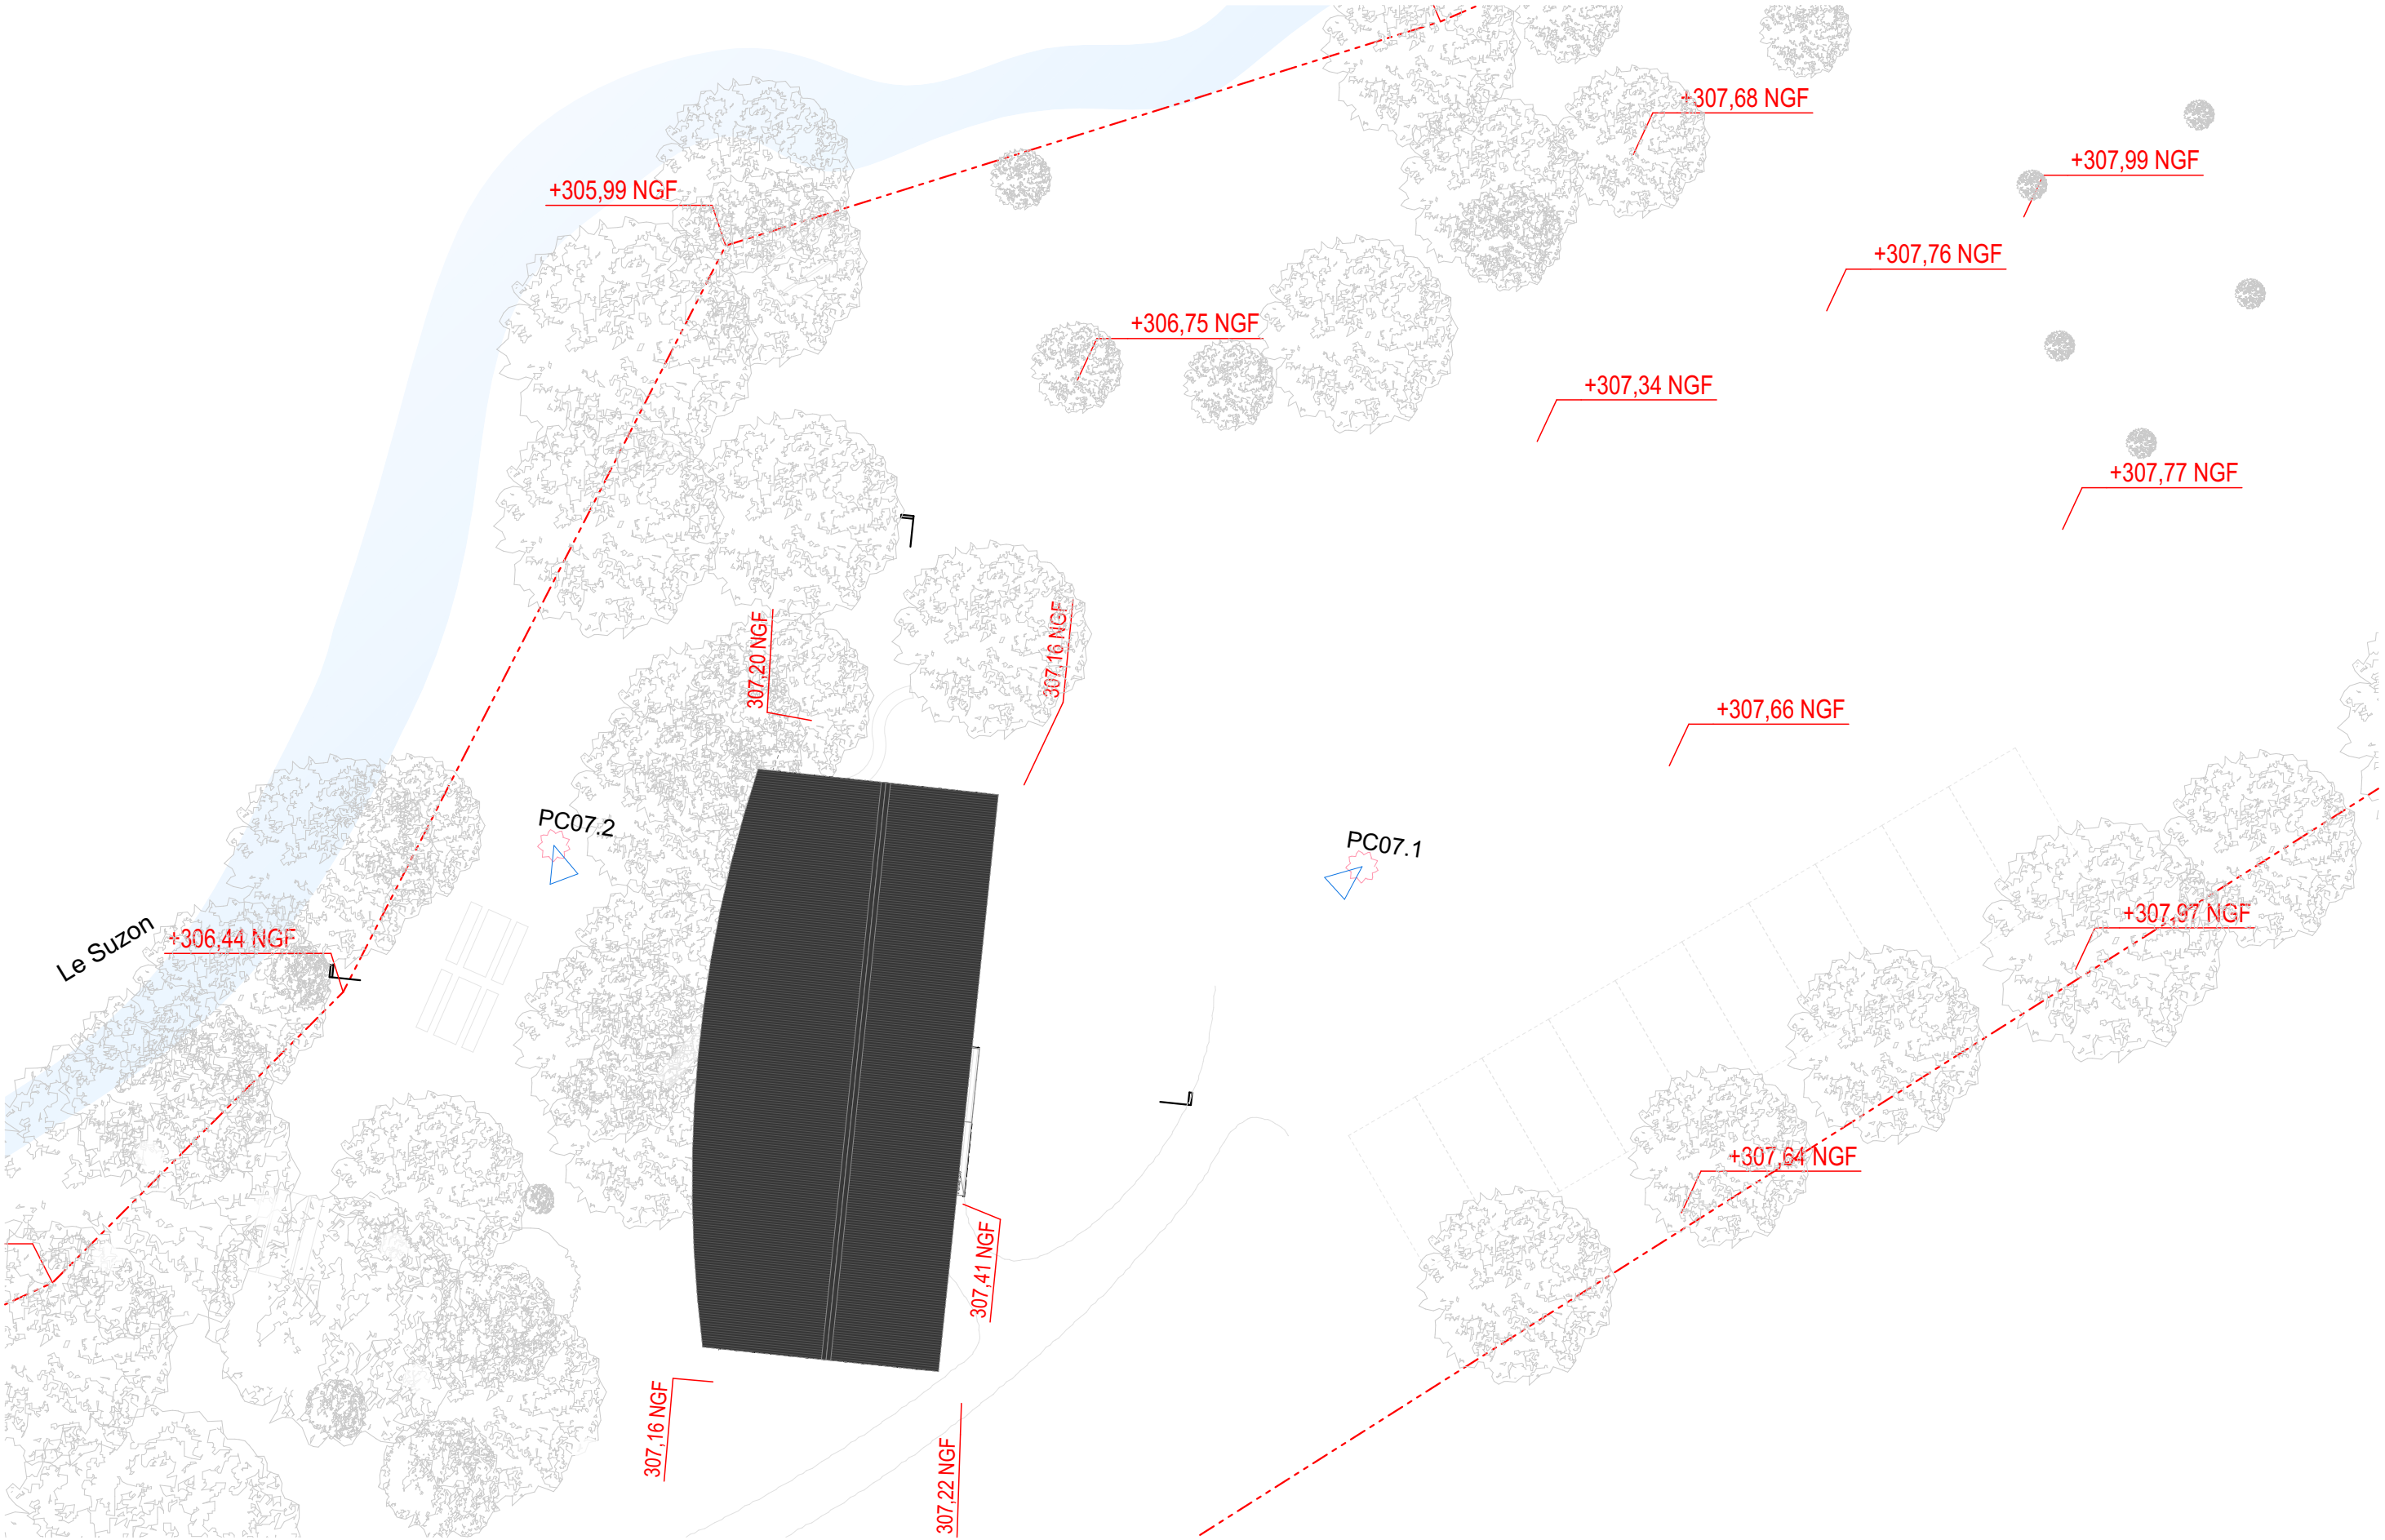 +307,68 NGF
+307,99 NGF
+305,99 NGF
+307,76 NGF
+306,75 NGF
+307,34 NGF
+307,77 NGF
307,20 NGF
307,16 NGF
+307,66 NGF
PC07.2
PC07.1
+307,97 NGF
Le Suzon
+306,44 NGF
+307,64 NGF
307,41 NGF
307,16 NGF
307,22 NGF